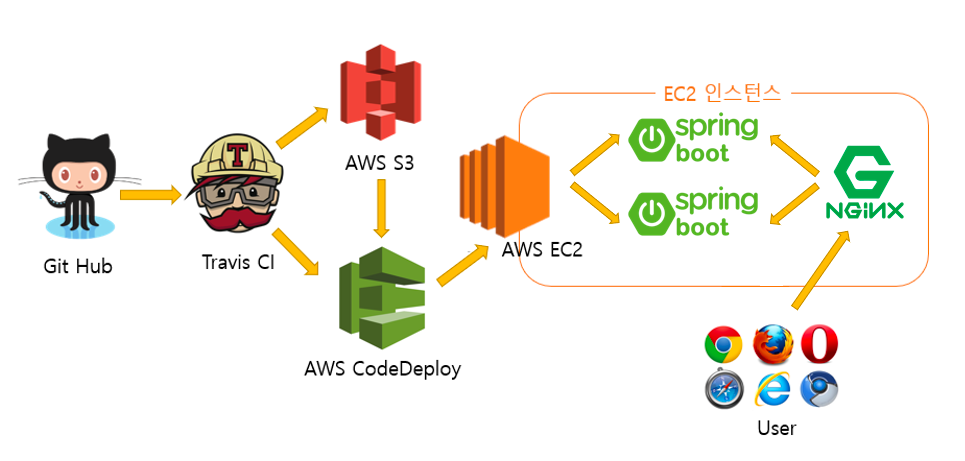 EC2 인스턴스
spring
boot
AWS S3
T
spring
boot
NGiNX
Git Hub
Travis CI
AWS EC2
AWS CodeDeploy
User